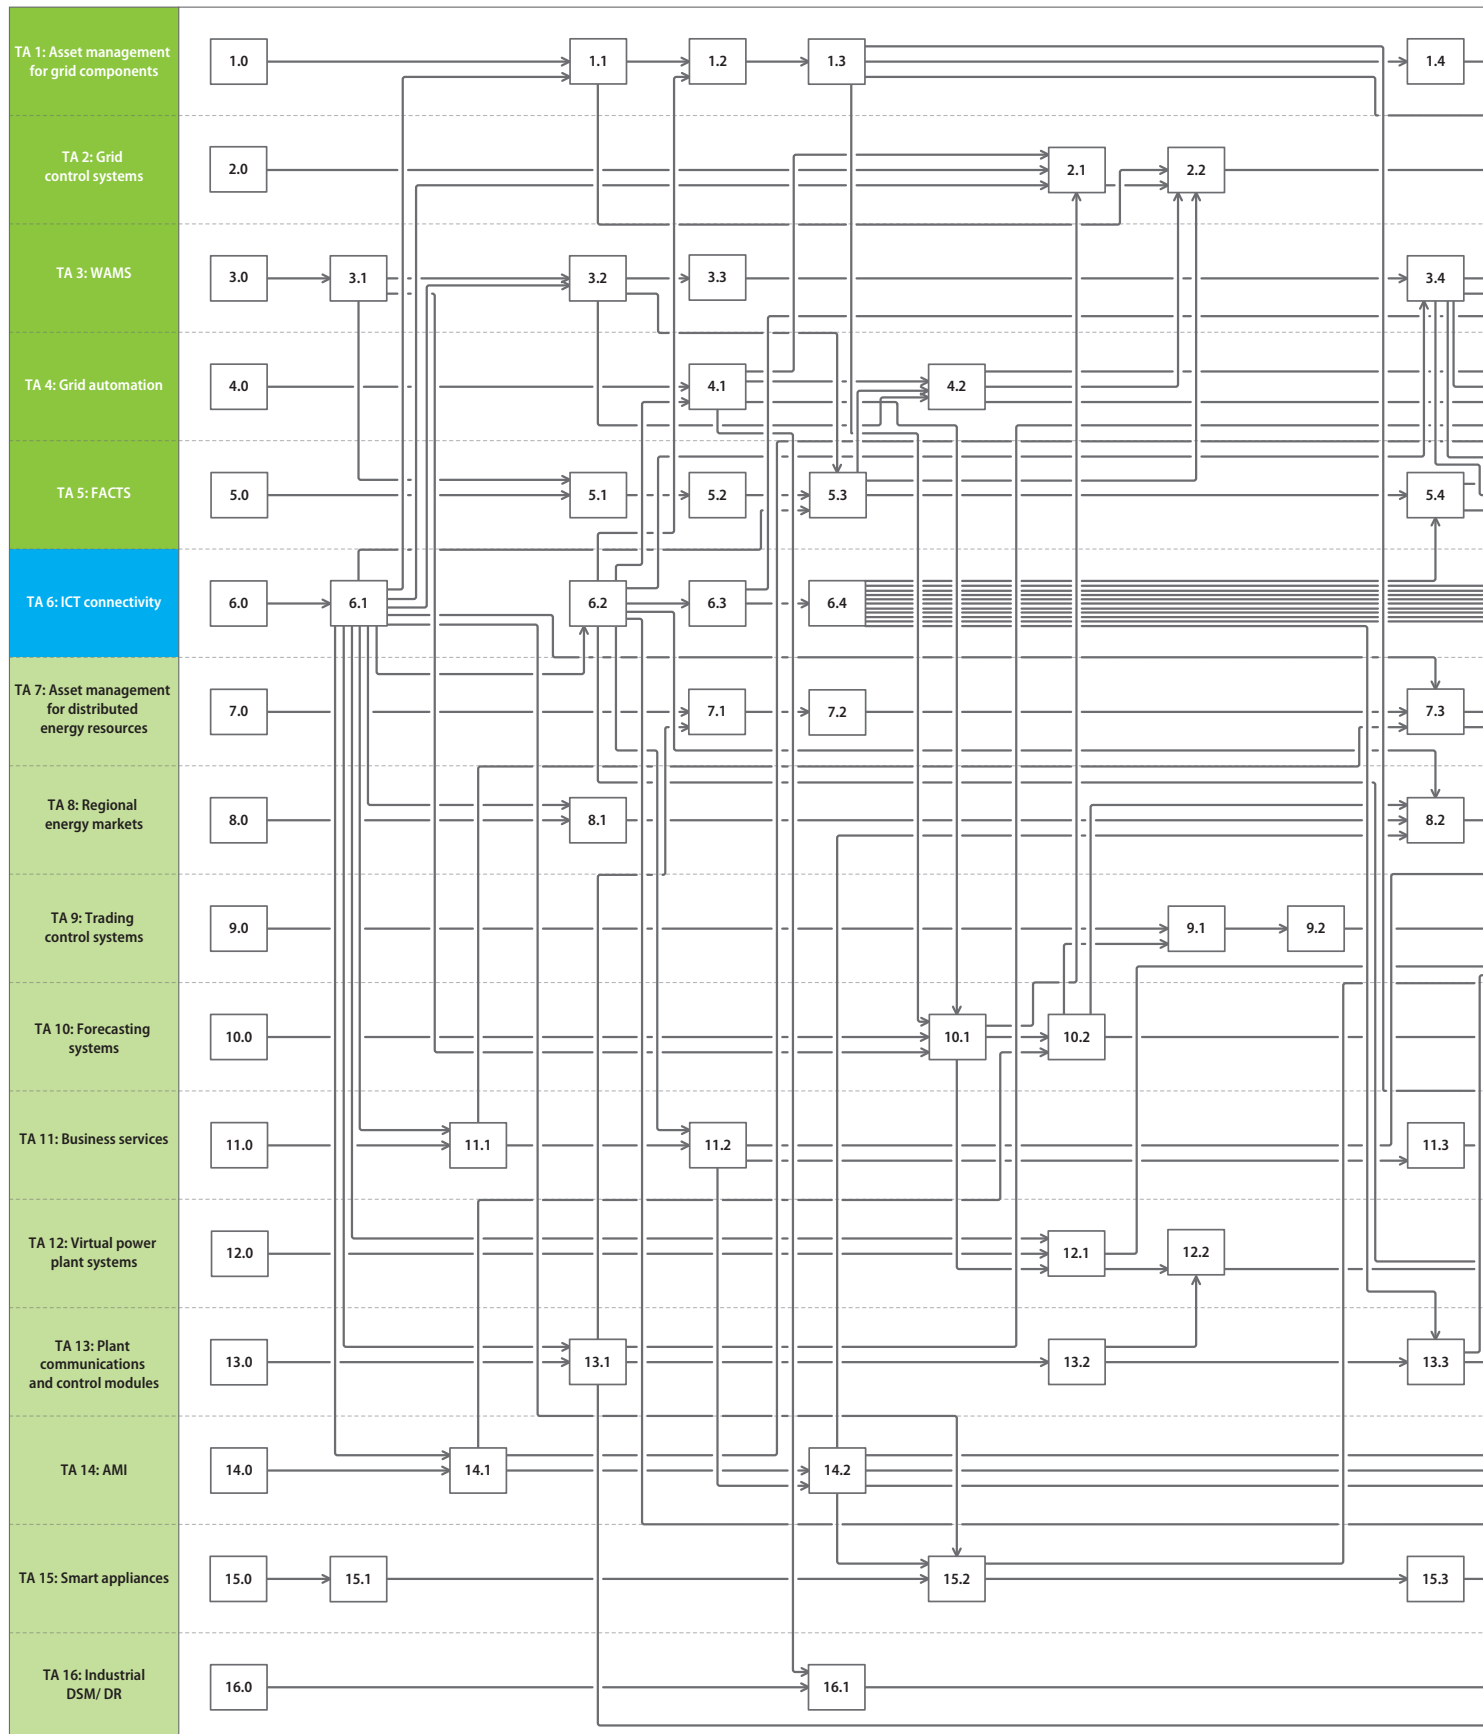 TA 1: Asset management
for grid components
1.0
1.1
1.2
1.3
1.4
TA 2: Grid
control systems
2.0
2.1
2.2
TA 3: WAMS
3.0
3.1
3.2
3.3
3.4
TA 4: Grid automation
4.0
4.1
4.2
TA 5: FACTS
5.0
5.1
5.2
5.3
5.4
TA 6: ICT connectivity
6.0
6.1
6.2
6.3
6.4
TA 7: Asset management
for distributed
energy resources
7.0
7.1
7.2
7.3
TA 8: Regional
energy markets
8.0
8.1
8.2
TA 9: Trading
control systems
9.0
9.1
9.2
TA 10: Forecasting
systems
10.0
10.1
10.2
TA 11: Business services
11.0
11.1
11.2
11.3
TA 12: Virtual power
plant systems
12.0
12.1
12.2
TA 13: Plant
communications
and control modules
13.0
13.1
13.2
13.3
TA 14: AMI
14.0
14.1
14.2
TA 15: Smart appliances
15.0
15.1
15.2
15.3
TA 16: Industrial
DSM/ DR
16.0
16.1